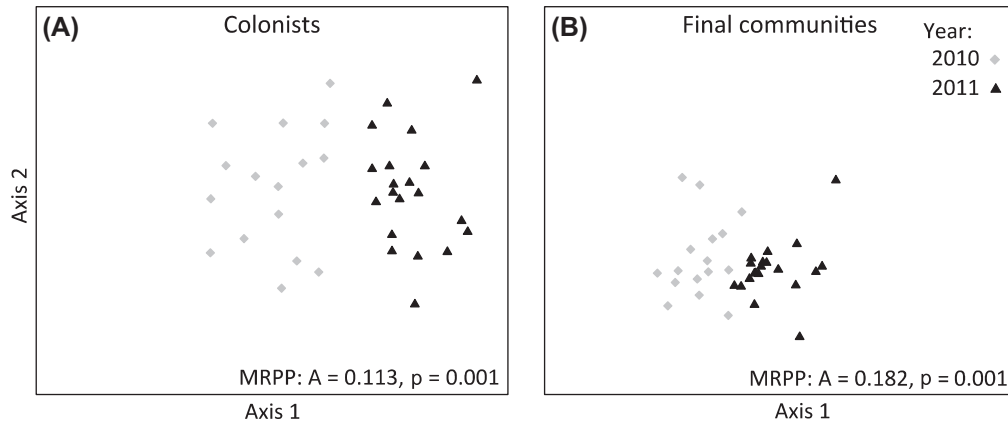 (A)
Colonists
Axis 2
MRPP: A = 0.113, p = 0.001
Axis 1
(B)
Final communities
Year:
2010
2011
MRPP: A = 0.182, p = 0.001
Axis 1